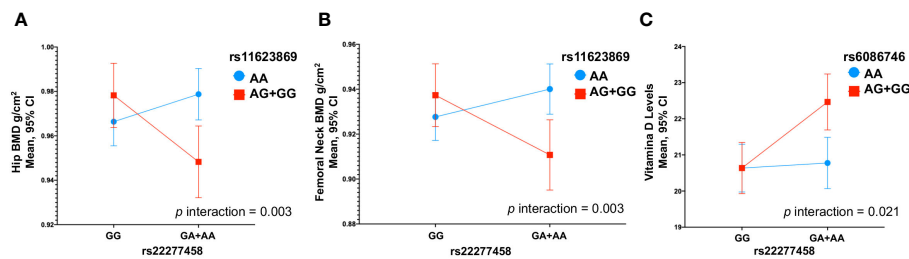 A
rs11623869
AA
AG+GG
Hip BMD g/cm²
Mean, 95% CI
1.00
0.98
0.96
0.94
0.92
p interaction = 0.003
GG
GA+AA
rs22277458
B
rs11623869
AA
AG+GG
Femoral Neck BMD g/cm²
Mean, 95% CI
0.96
0.94
0.92
0.90
0.88
p interaction = 0.003
GG
GA+AA
rs22277458
C
rs6086746
AA
AG+GG
Vitamina D Levels
Mean, 95% CI
24
23
22
21
20
19
p interaction = 0.021
GG
GA+AA
rs22277458